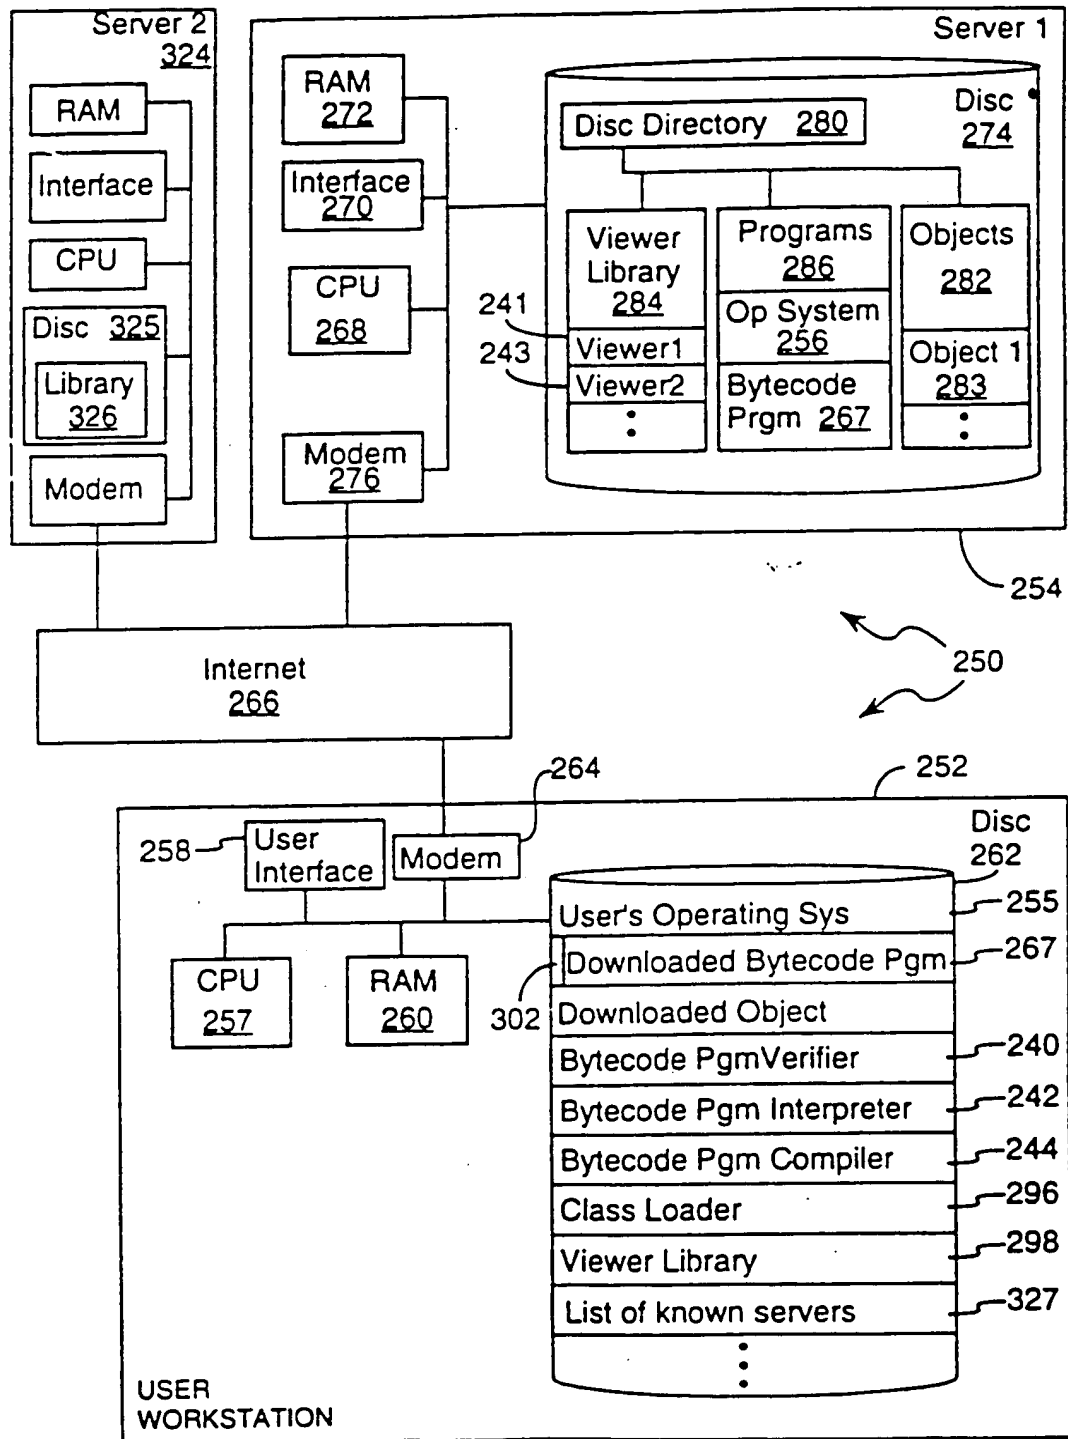 Server 2
324
RAM
Interface
CPU
Disc 325
Library
326
Modem
Server 1
RAM
272
Interface
270
CPU
268
Modem
276
Disc
274
Disc Directory 280
Viewer
Library
284
Viewer1
Viewer2
241
243
Programs
286
Op System
256
Bytecode
Prgm 267
Objects
282
Object 1
283
254
250
Internet
266
252
264
258
User
Interface
Modem
CPU
257
RAM
260
302
Disc
262
User's Operating Sys
255
Downloaded Bytecode Pgm
267
Downloaded Object
Bytecode PgmVerifier
240
Bytecode Pgm Interpreter
242
Bytecode Pgm Compiler
244
Class Loader
296
Viewer Library
298
List of known servers
327
USER
WORKSTATION